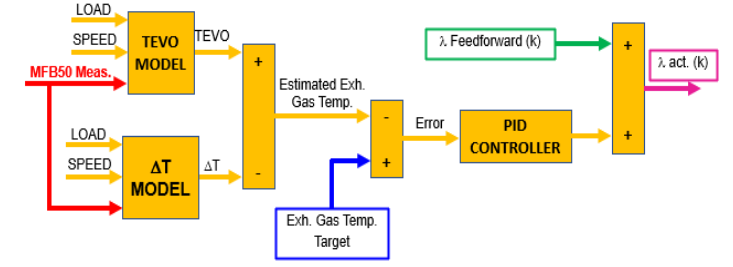 LOAD
SPEED
MFB50 Meas.
TEVO
MODEL
TEVO
LOAD
SPEED
ΔT
MODEL
ΔT
+
-
Estimated Exh.
Gas Temp.
-
+
Exh. Gas Temp.
Target
Error
PID
CONTROLLER
λ Feedforward (k)
+
+
λ act. (k)